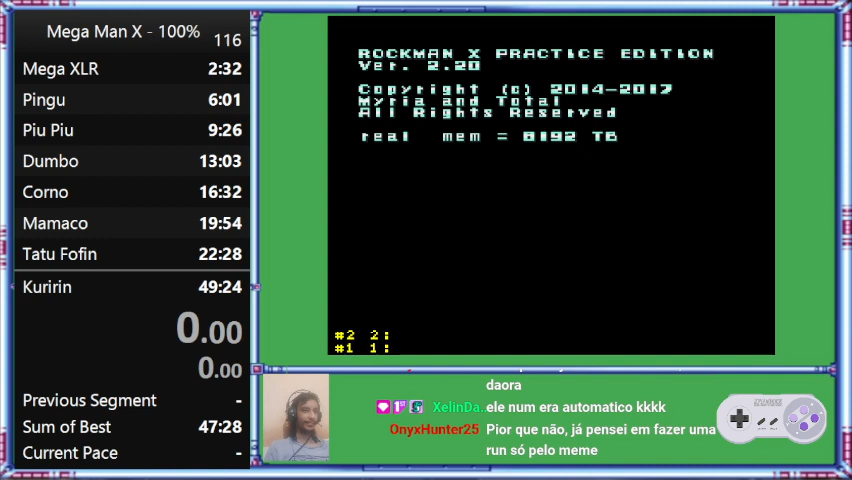 Mega Man X - 100%
116
Mega XLR 2:32
Pingu 6:01
Piu Piu 9:26
Dumbo 13:03
Corno 16:32
Mamaco 19:54
Tatu Fofin 22:28
Kuririn 49:24
0.00
0.00
Previous Segment -
Sum of Best 47:28
Current Pace -
ROCKMAN X PRACTICE EDITION
Ver. 2.20
Copyright (c) 2014-2017
Myria and Total
All Rights Reserved
real mem = 8192 TB
#2 2:
#1 1:
daora
XelinDa.. ele num era automatico kkkk
OnyxHunter25 Pior que não, já pensei em fazer uma
run só pelo meme